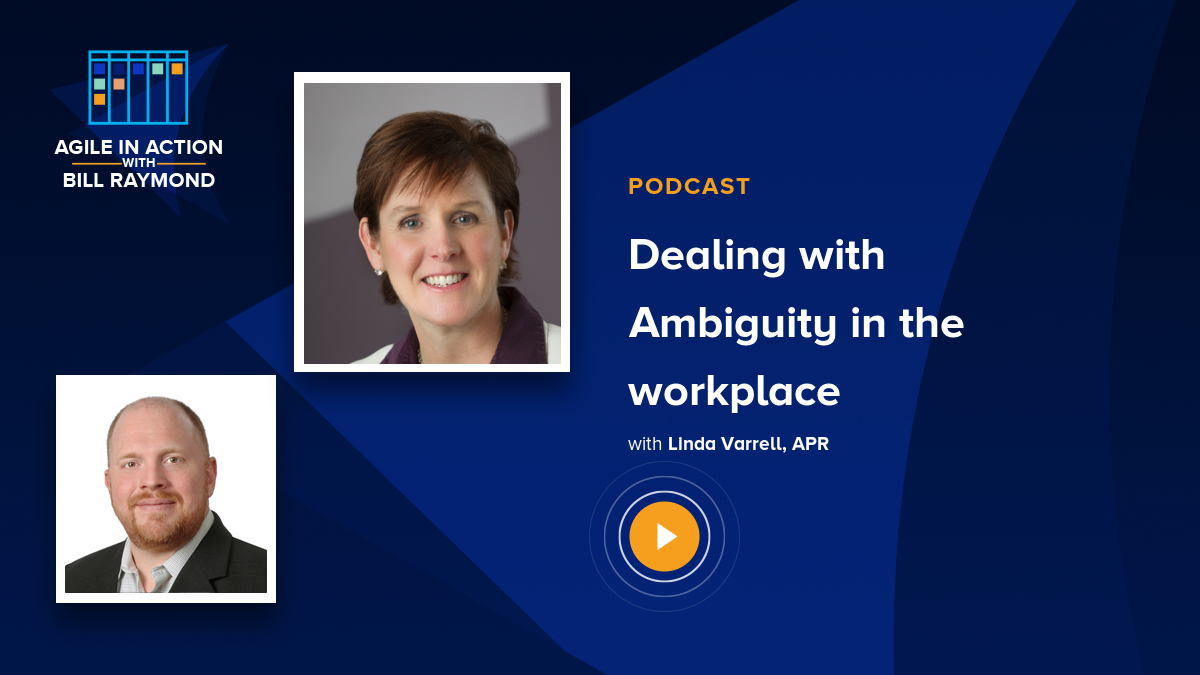 AGILE IN ACTION
WITH
BILL RAYMOND
PODCAST
Dealing with
Ambiguity in the
workplace
with Linda Varrell, APR